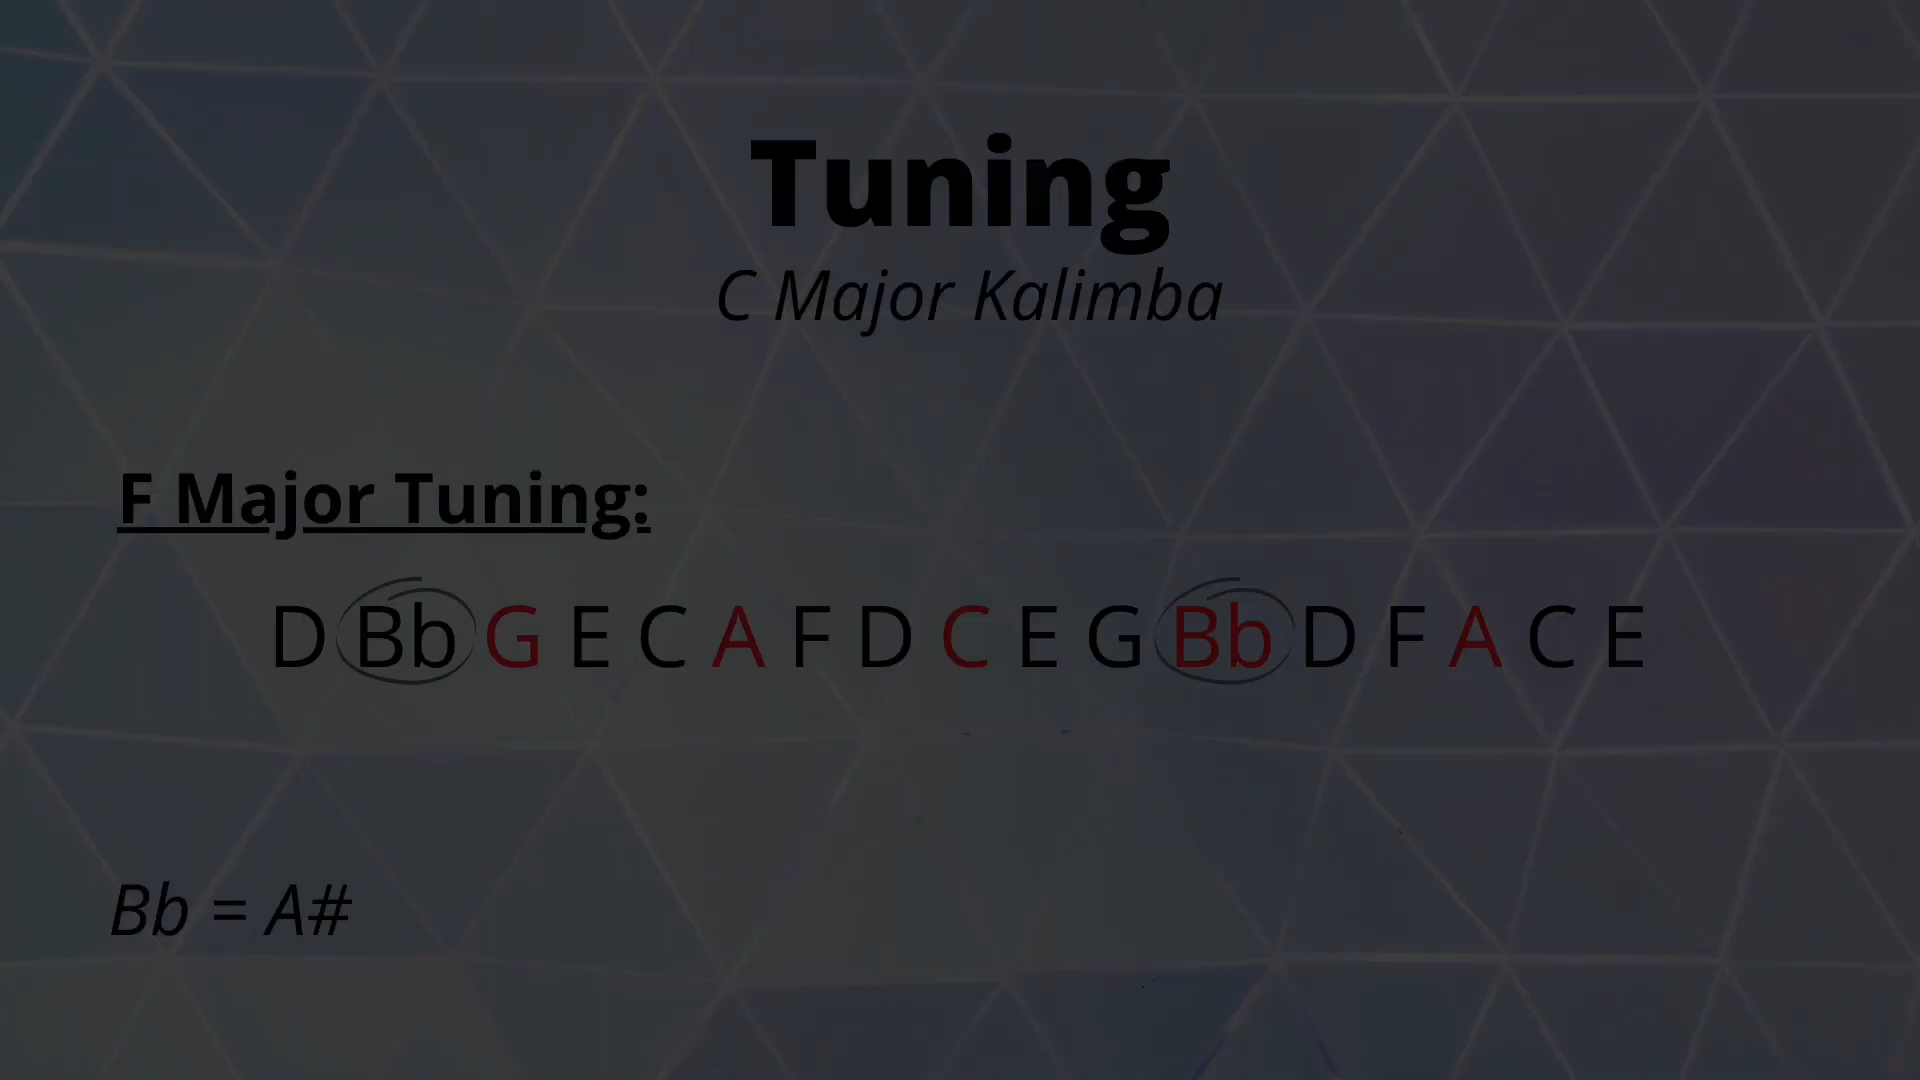 Tuning
C Major Kalimba
F Major Tuning:
D Bb G E C A F D C E G Bb D F A C E
Bb = A#